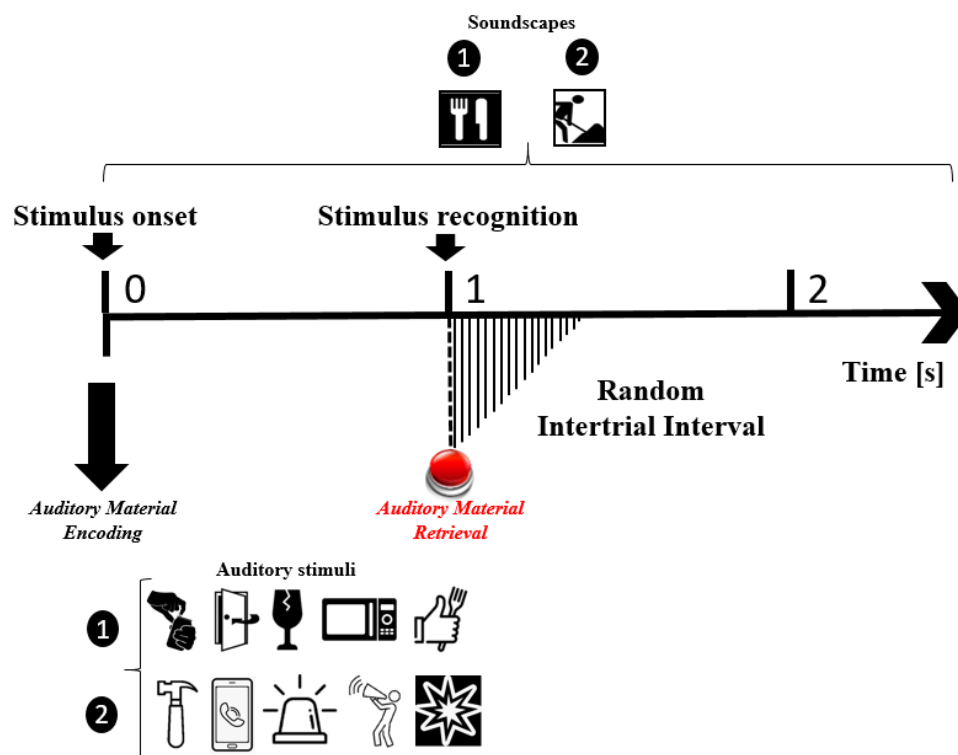 Soundscapes
1 2
Stimulus onset Stimulus recognition
0 1 2
Time [s]
Random
Intertrial Interval
Auditory Material
Encoding
Auditory Material
Retrieval
Auditory stimuli
1
2